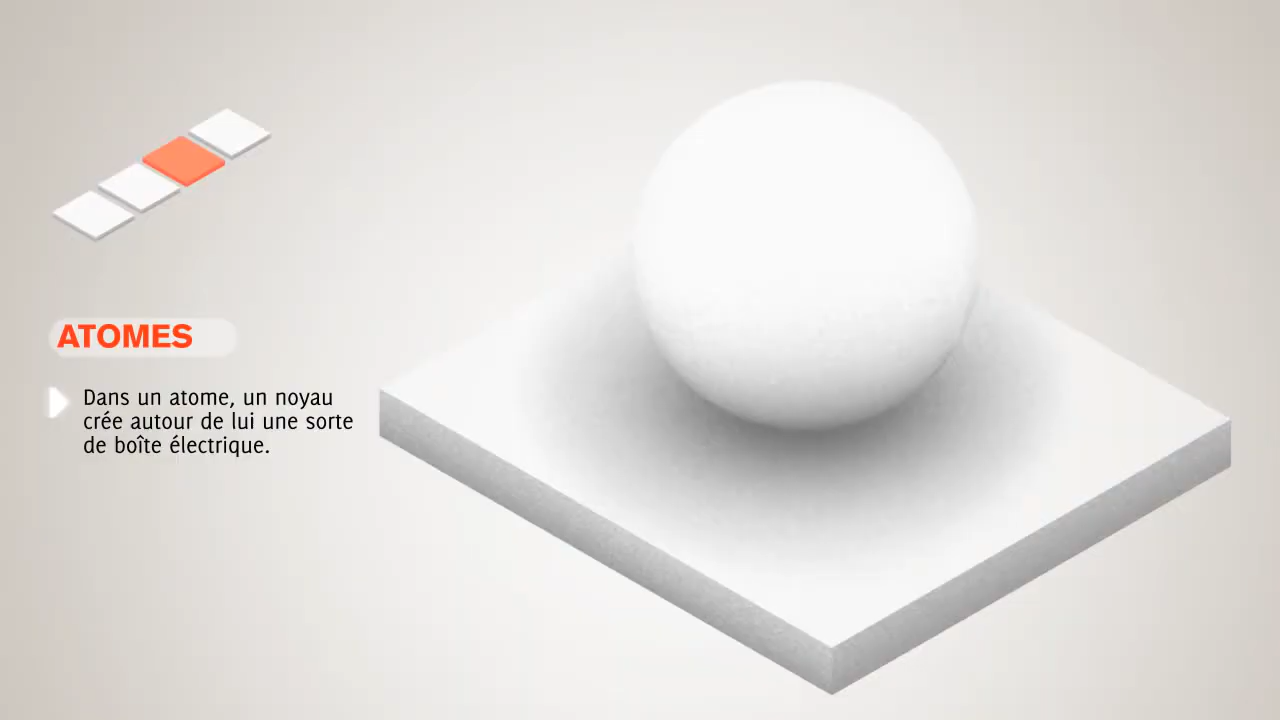 ATOMES
Dans un atome, un noyau
crée autour de lui une sorte
de boîte électrique.